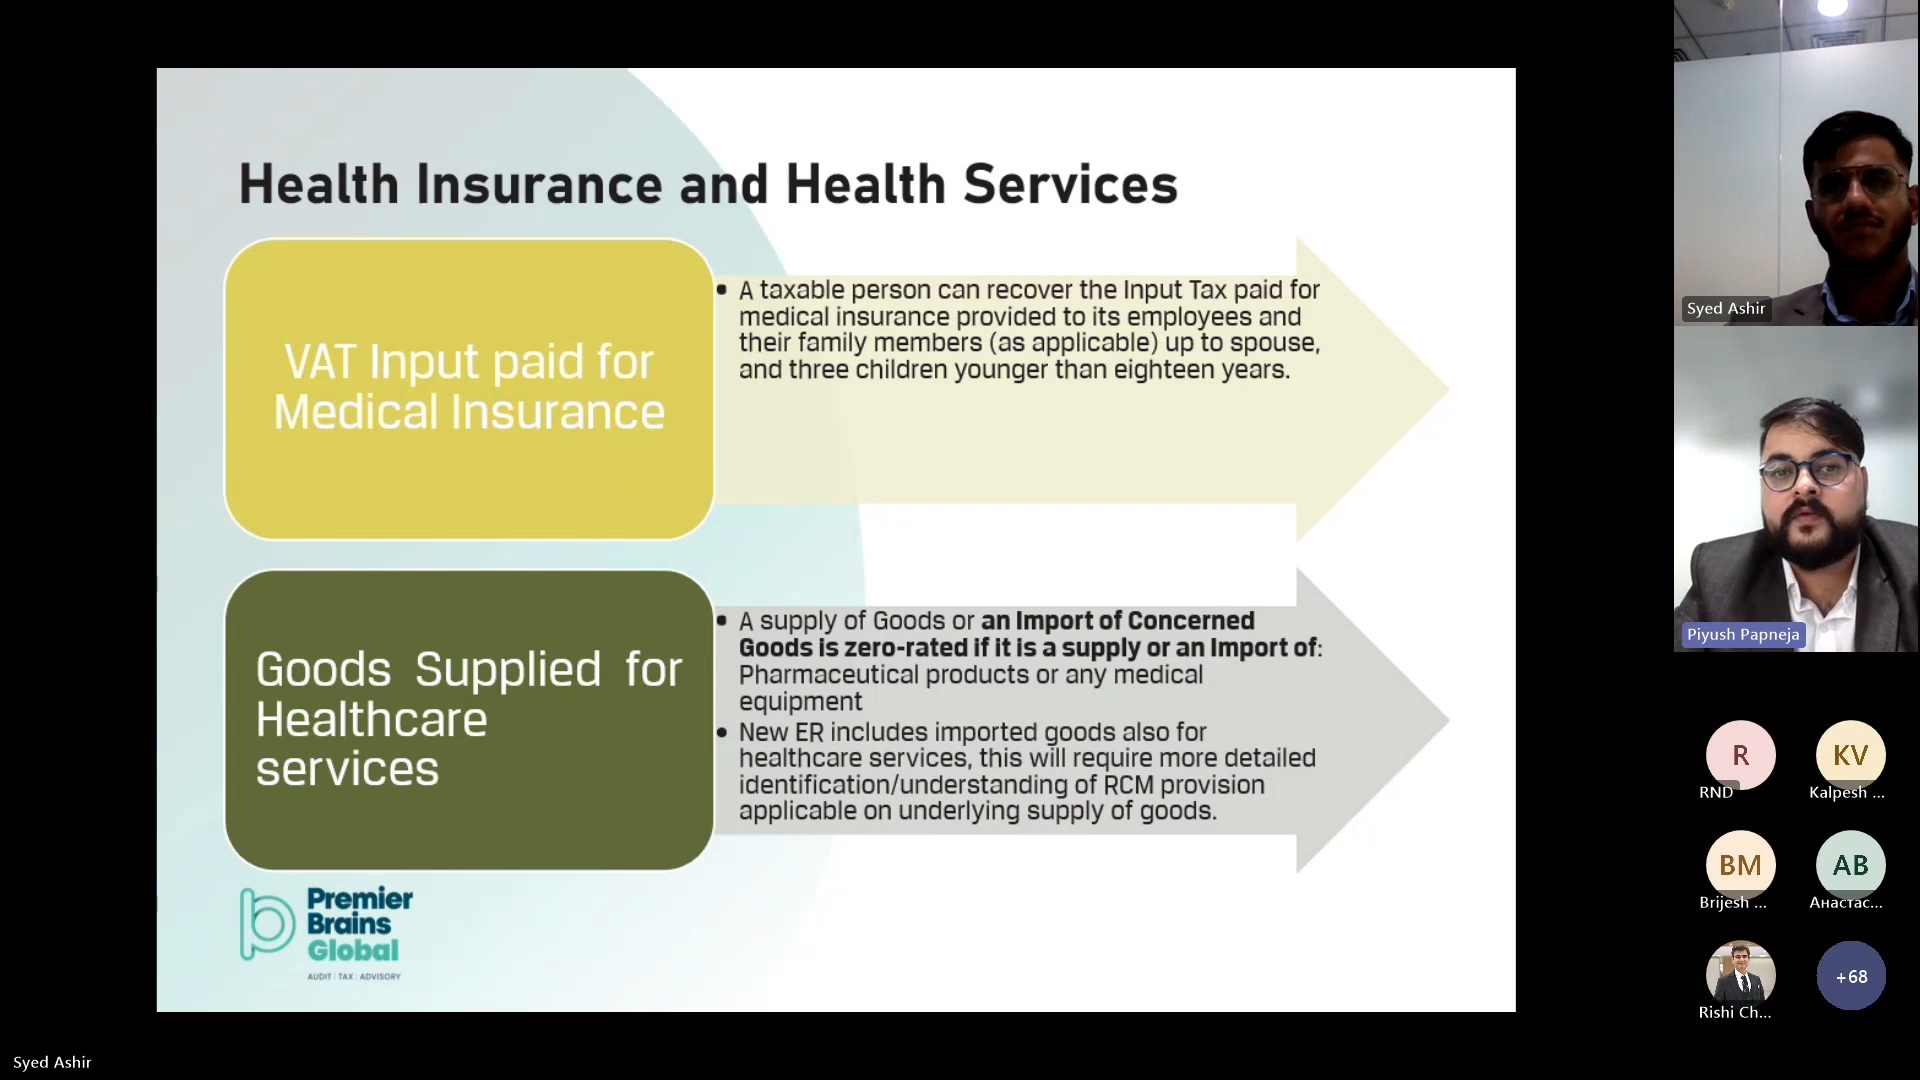 Health Insurance and Health Services
VAT Input paid for
Medical Insurance
• A taxable person can recover the Input Tax paid for
medical insurance provided to its employees and
their family members (as applicable) up to spouse,
and three children younger than eighteen years.
Goods Supplied for
Healthcare
services
• A supply of Goods or an Import of Concerned
Goods is zero-rated if it is a supply or an Import of:
Pharmaceutical products or any medical
equipment
• New ER includes imported goods also for
healthcare services, this will require more detailed
identification/understanding of RCM provision
applicable on underlying supply of goods.
Premier
Brains
Global
AUDIT | TAX | ADVISORY
Syed Ashir
Syed Ashir
Piyush Papneja
R
RND
KV
Kalpesh ...
BM
Brijesh ...
AB
Анастас...
Rishi Ch...
+68